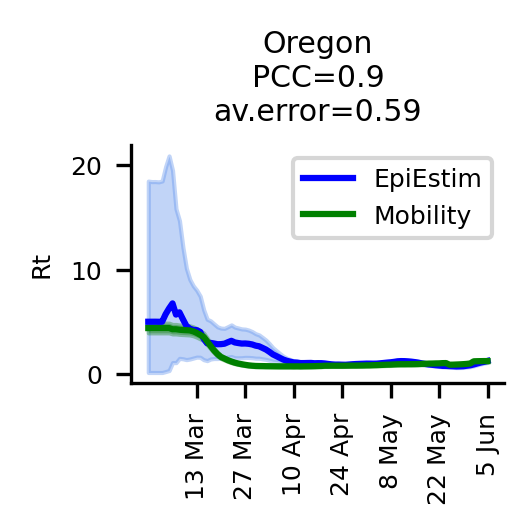 Oregon
PCC=0.9
av.error=0.59
EpiEstim
Mobility
Rt
20
10
0
13 Mar
27 Mar
10 Apr
24 Apr
8 May
22 May
5 Jun